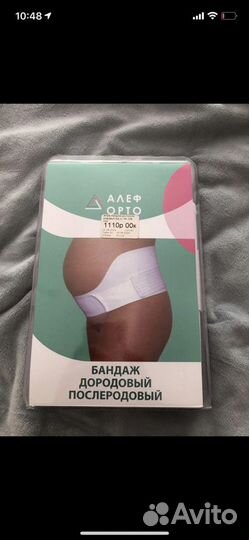 10:48
АЛЕФ
ОРТО
1110р 00к
БАНДАЖ
ДОРОДОВЫЙ
ПОСЛЕРОДОВЫЙ
Avito